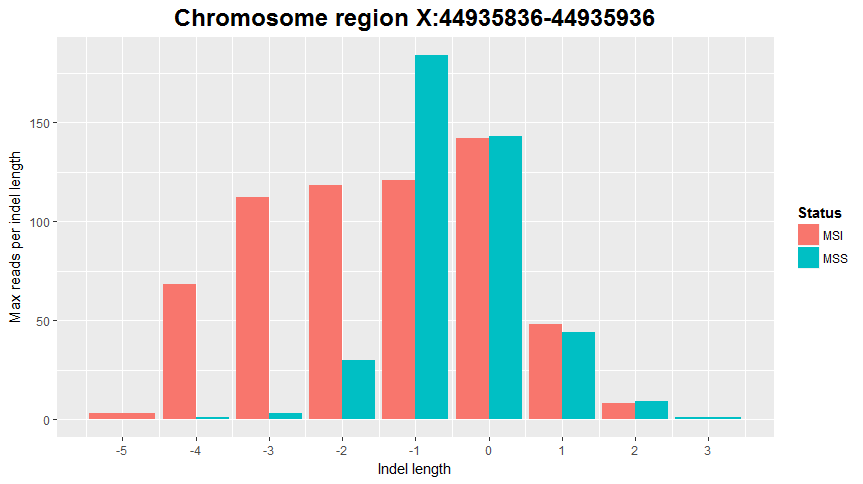 Chromosome region X:44935836-44935936
Max reads per indel length
150
100
50
0
-5 -4 -3 -2 -1 0 1 2 3
Indel length
Status
MSI
MSS